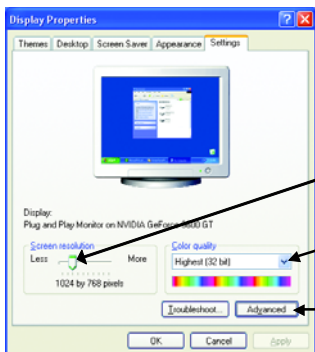 Display Properties
Themes Desktop Screen Saver Appearance Settings
Display:
Plug and Play Monitor on NVIDIA GeForce 9800 GT
Screen resolution
Less More
1024 by 768 pixels
Color quality
Highest (32 bit)
Troubleshoot... Advanced
OK Cancel Apply